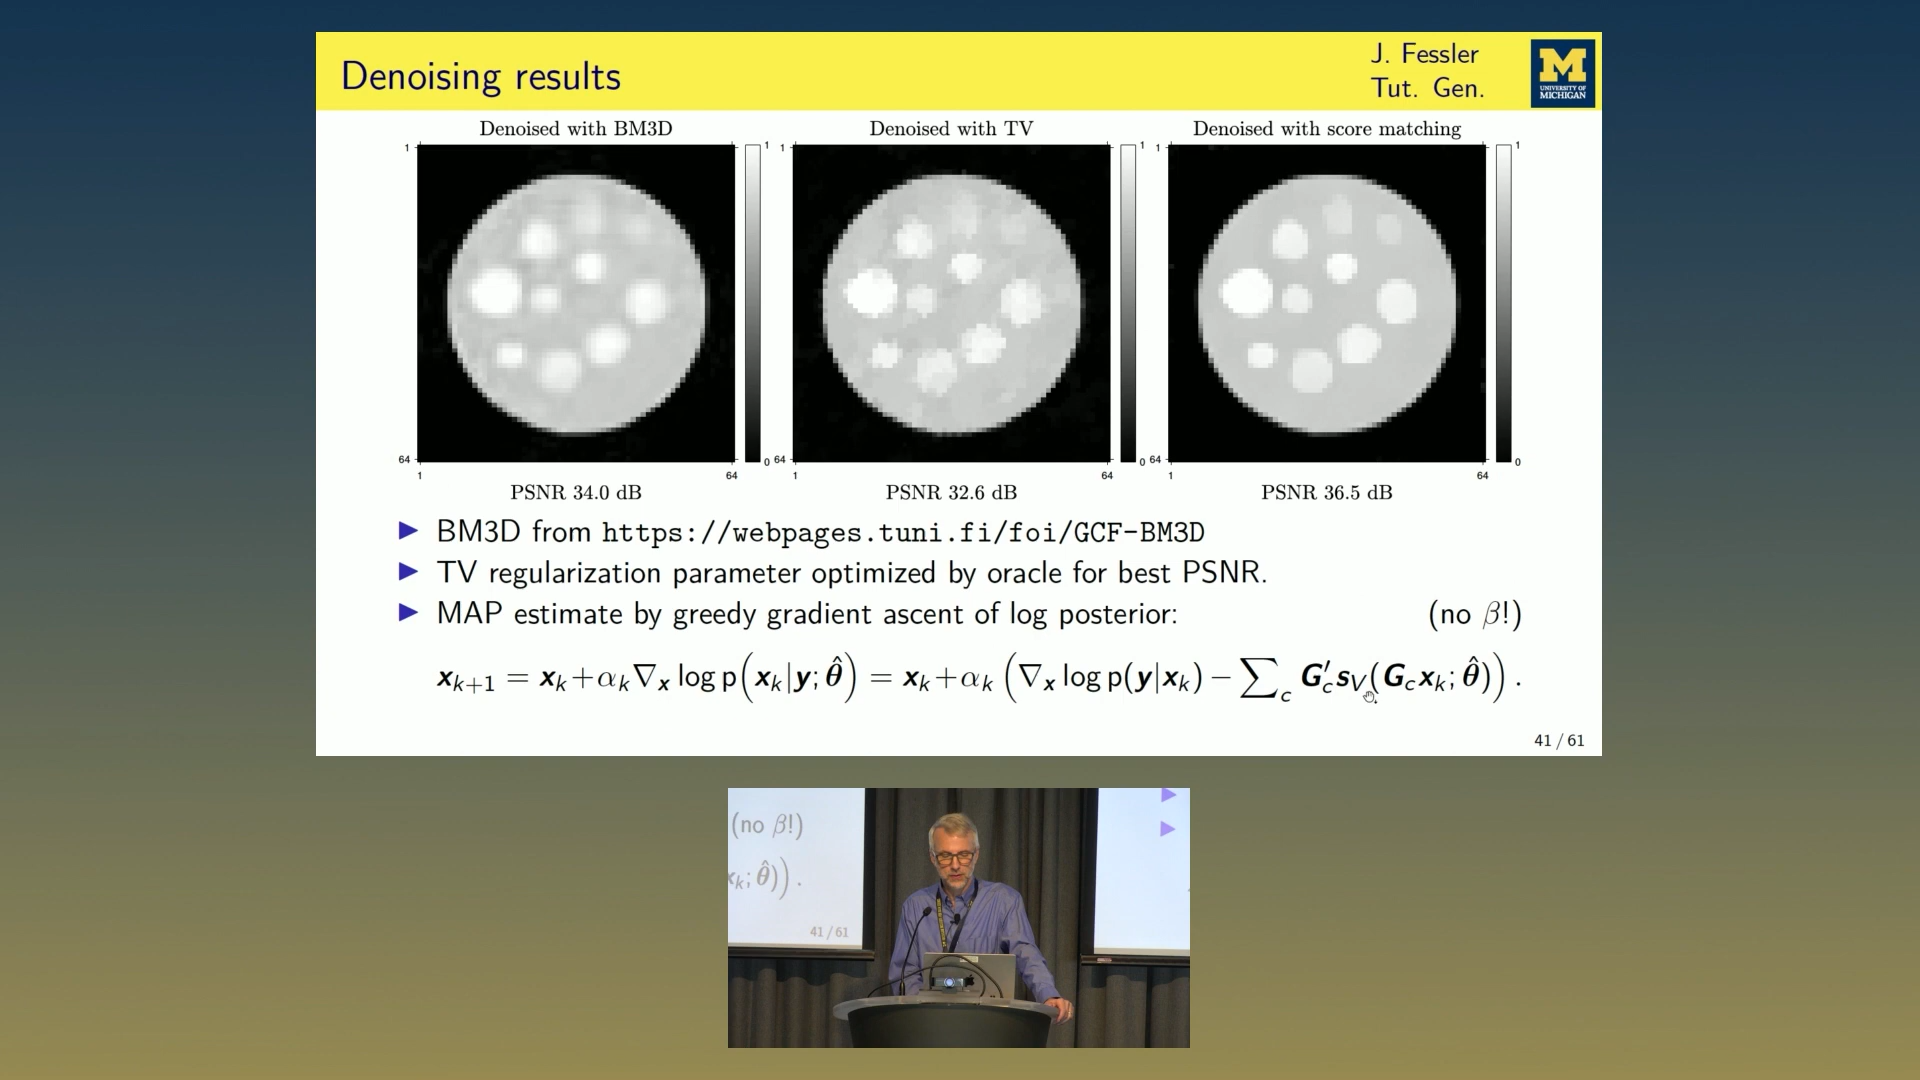 Denoising results
J. Fessler
Tut. Gen.
M
UNIVERSITY OF
MICHIGAN
Denoised with BM3D
Denoised with TV
Denoised with score matching
1
1
1
1
1
1
64
0
64
0
64
0
1
64
1
64
1
64
PSNR 34.0 dB
PSNR 32.6 dB
PSNR 36.5 dB
▶ BM3D from https://webpages.tuni.fi/foi/GCF-BM3D
▶ TV regularization parameter optimized by oracle for best PSNR.
▶ MAP estimate by greedy gradient ascent of log posterior: (no β!)
x_{k+1} = x_k + α_k ∇_x log p(x_k|y; θ̂) = x_k + α_k (∇_x log p(y|x_k) − ∑_c G′_c s_V(G_c x_k; θ̂)) .
41 / 61
(no β!)
x_k; θ̂)) .
41 / 61